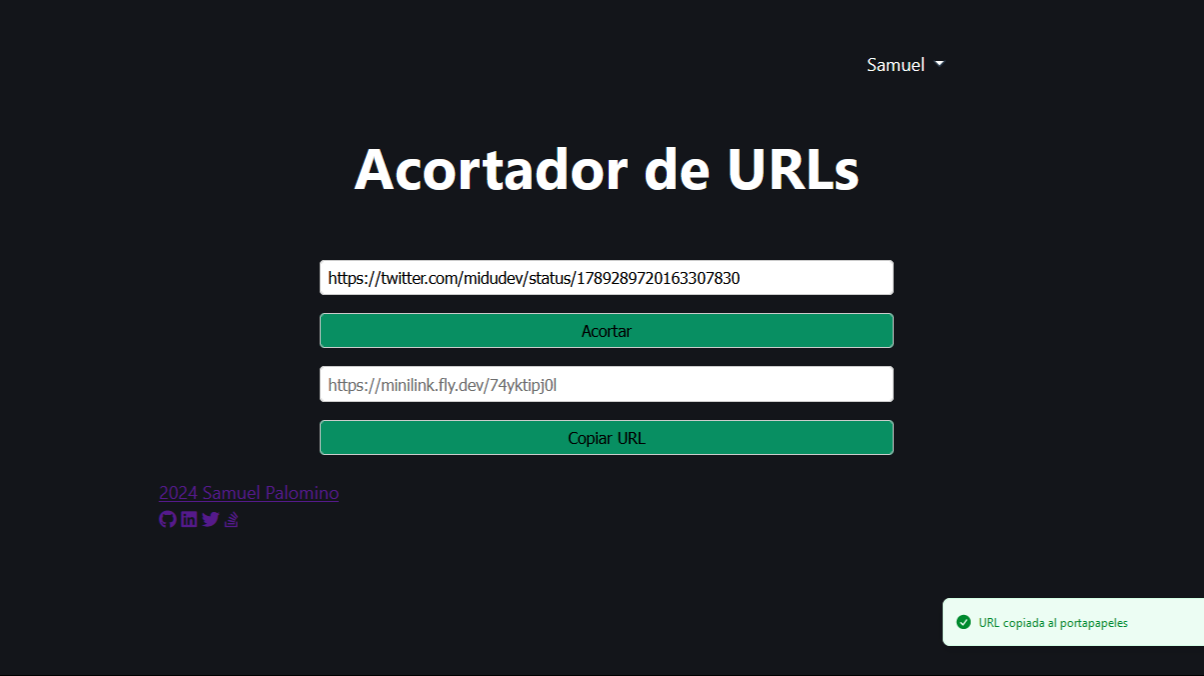 Samuel
Acortador de URLs
https://twitter.com/midudev/status/1789289720163307830
Acortar
https://minilink.fly.dev/74yktipj0l
Copiar URL
2024 Samuel Palomino
in
URL copiada al portapapeles